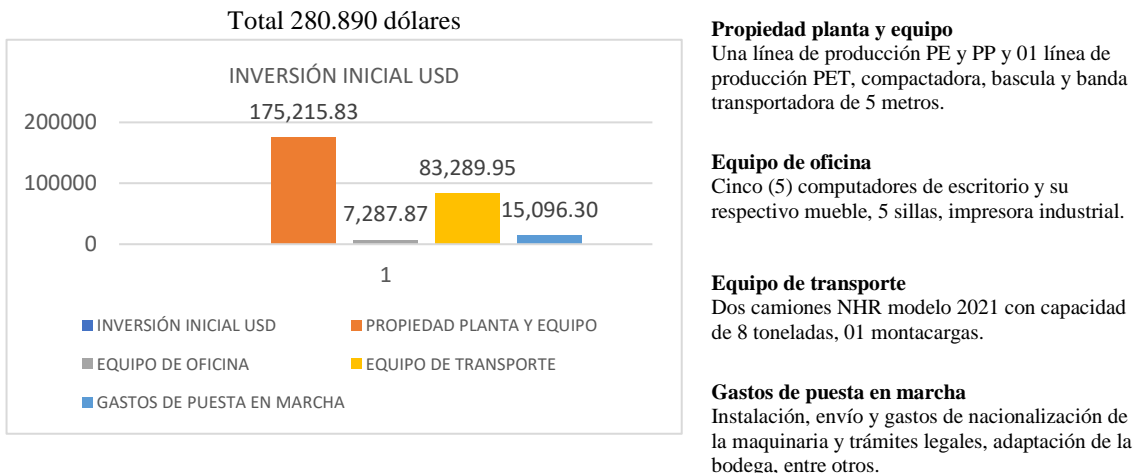 Total 280.890 dólares
INVERSIÓN INICIAL USD
175,215.83
200000
83,289.95
100000
7,287.87
15,096.30
0
1
INVERSIÓN INICIAL USD
PROPIEDAD PLANTA Y EQUIPO
EQUIPO DE OFICINA
EQUIPO DE TRANSPORTE
GASTOS DE PUESTA EN MARCHA
Propiedad planta y equipo
Una línea de producción PE y PP y 01 línea de
producción PET, compactadora, bascula y banda
transportadora de 5 metros.
Equipo de oficina
Cinco (5) computadores de escritorio y su
respectivo mueble, 5 sillas, impresora industrial.
Equipo de transporte
Dos camiones NHR modelo 2021 con capacidad
de 8 toneladas, 01 montacargas.
Gastos de puesta en marcha
Instalación, envío y gastos de nacionalización de
la maquinaria y trámites legales, adaptación de la
bodega, entre otros.